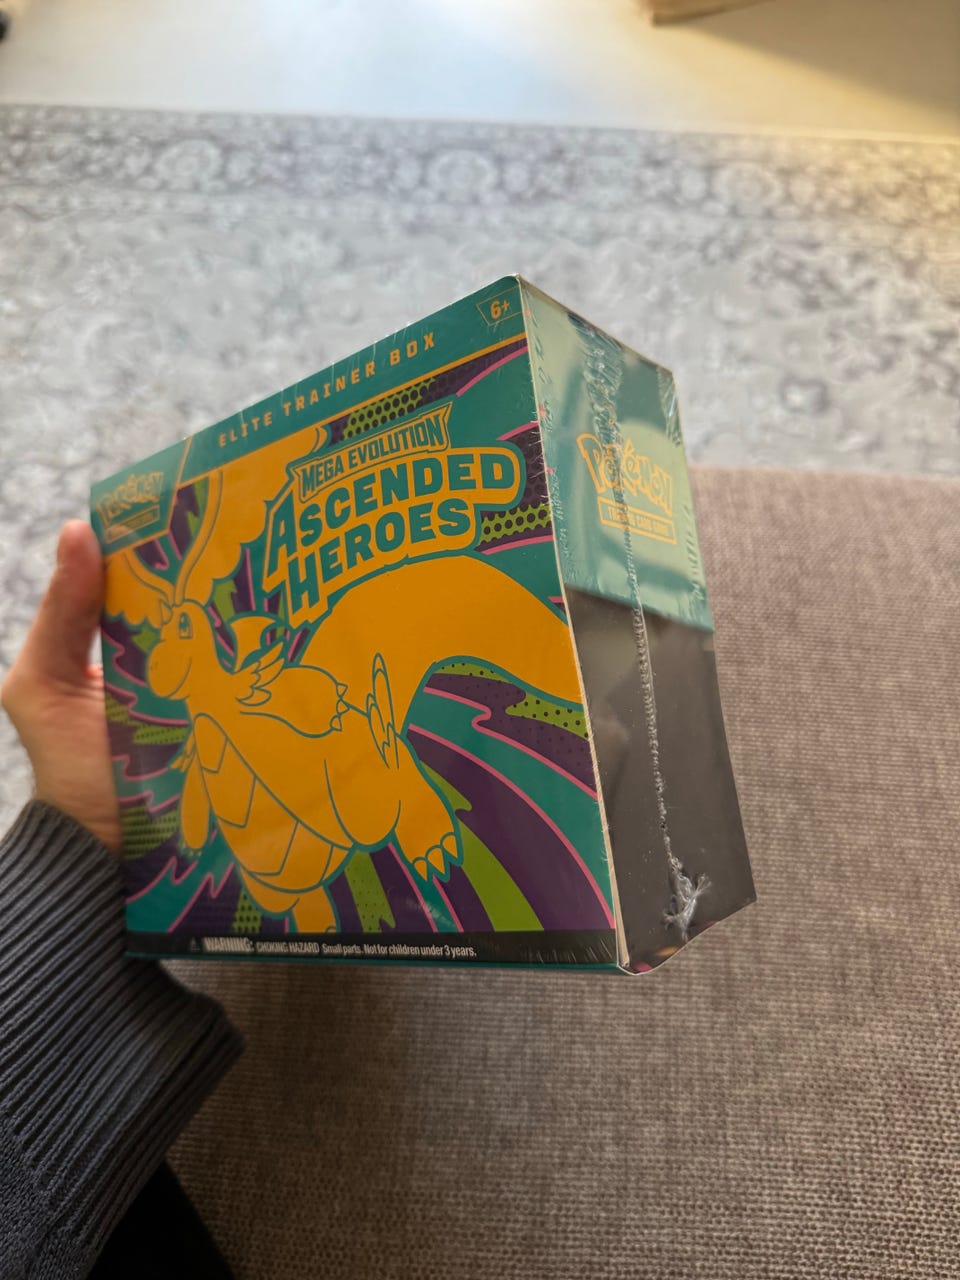 6+
ELITE TRAINER BOX
POKéMON
MEGA EVOLUTION
ASCENDED
HEROES
POKéMON
TRADING CARD GAME
WARNING: CHOKING HAZARD Small parts. Not for children under 3 years.